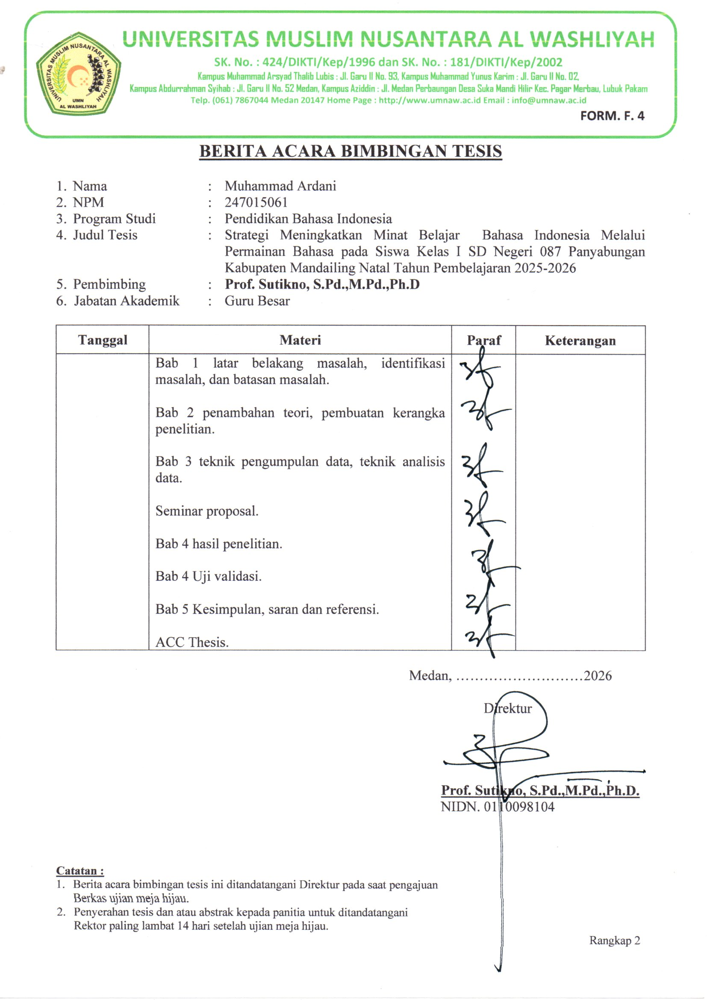 UNIVERSITAS MUSLIM NUSANTARA AL WASHLIYAH
UMN
AL WASHLIYAH
UNIVERSITAS MUSLIM NUSANTARA AL WASHLIYAH
SK. No. : 424/DIKTI/Kep/1996 dan SK. No. : 181/DIKTI/Kep/2002
Kampus Muhammad Arsyad Thalib Lubis : Jl. Garu II No. 93, Kampus Muhammad Yunus Karim : Jl. Garu II No. 02,
Kampus Abdurrahman Syihab : Jl. Garu II No. 52 Medan, Kampus Aziddin : Jl. Medan Perbaungan Desa Suka Mandi Hilir Kec. Pagar Merbau, Lubuk Pakam
Telp. (061) 7867044 Medan 20147 Home Page : http://www.umnaw.ac.id Email : info@umnaw.ac.id
FORM. F. 4
BERITA ACARA BIMBINGAN TESIS
1. Nama : Muhammad Ardani
2. NPM : 247015061
3. Program Studi : Pendidikan Bahasa Indonesia
4. Judul Tesis : Strategi Meningkatkan Minat Belajar Bahasa Indonesia Melalui
Permainan Bahasa pada Siswa Kelas I SD Negeri 087 Panyabungan
Kabupaten Mandailing Natal Tahun Pembelajaran 2025-2026
5. Pembimbing : Prof. Sutikno, S.Pd.,M.Pd.,Ph.D
6. Jabatan Akademik : Guru Besar
Tanggal Materi Paraf Keterangan
Bab 1 latar belakang masalah, identifikasi
masalah, dan batasan masalah.
Bab 2 penambahan teori, pembuatan kerangka
penelitian.
Bab 3 teknik pengumpulan data, teknik analisis
data.
Seminar proposal.
Bab 4 hasil penelitian.
Bab 4 Uji validasi.
Bab 5 Kesimpulan, saran dan referensi.
ACC Thesis.
Medan, ...........................2026
Direktur
Prof. Sutikno, S.Pd.,M.Pd.,Ph.D.
NIDN. 0110098104
Catatan :
1. Berita acara bimbingan tesis ini ditandatangani Direktur pada saat pengajuan
Berkas ujian meja hijau.
2. Penyerahan tesis dan atau abstrak kepada panitia untuk ditandatangani
Rektor paling lambat 14 hari setelah ujian meja hijau.
Rangkap 2